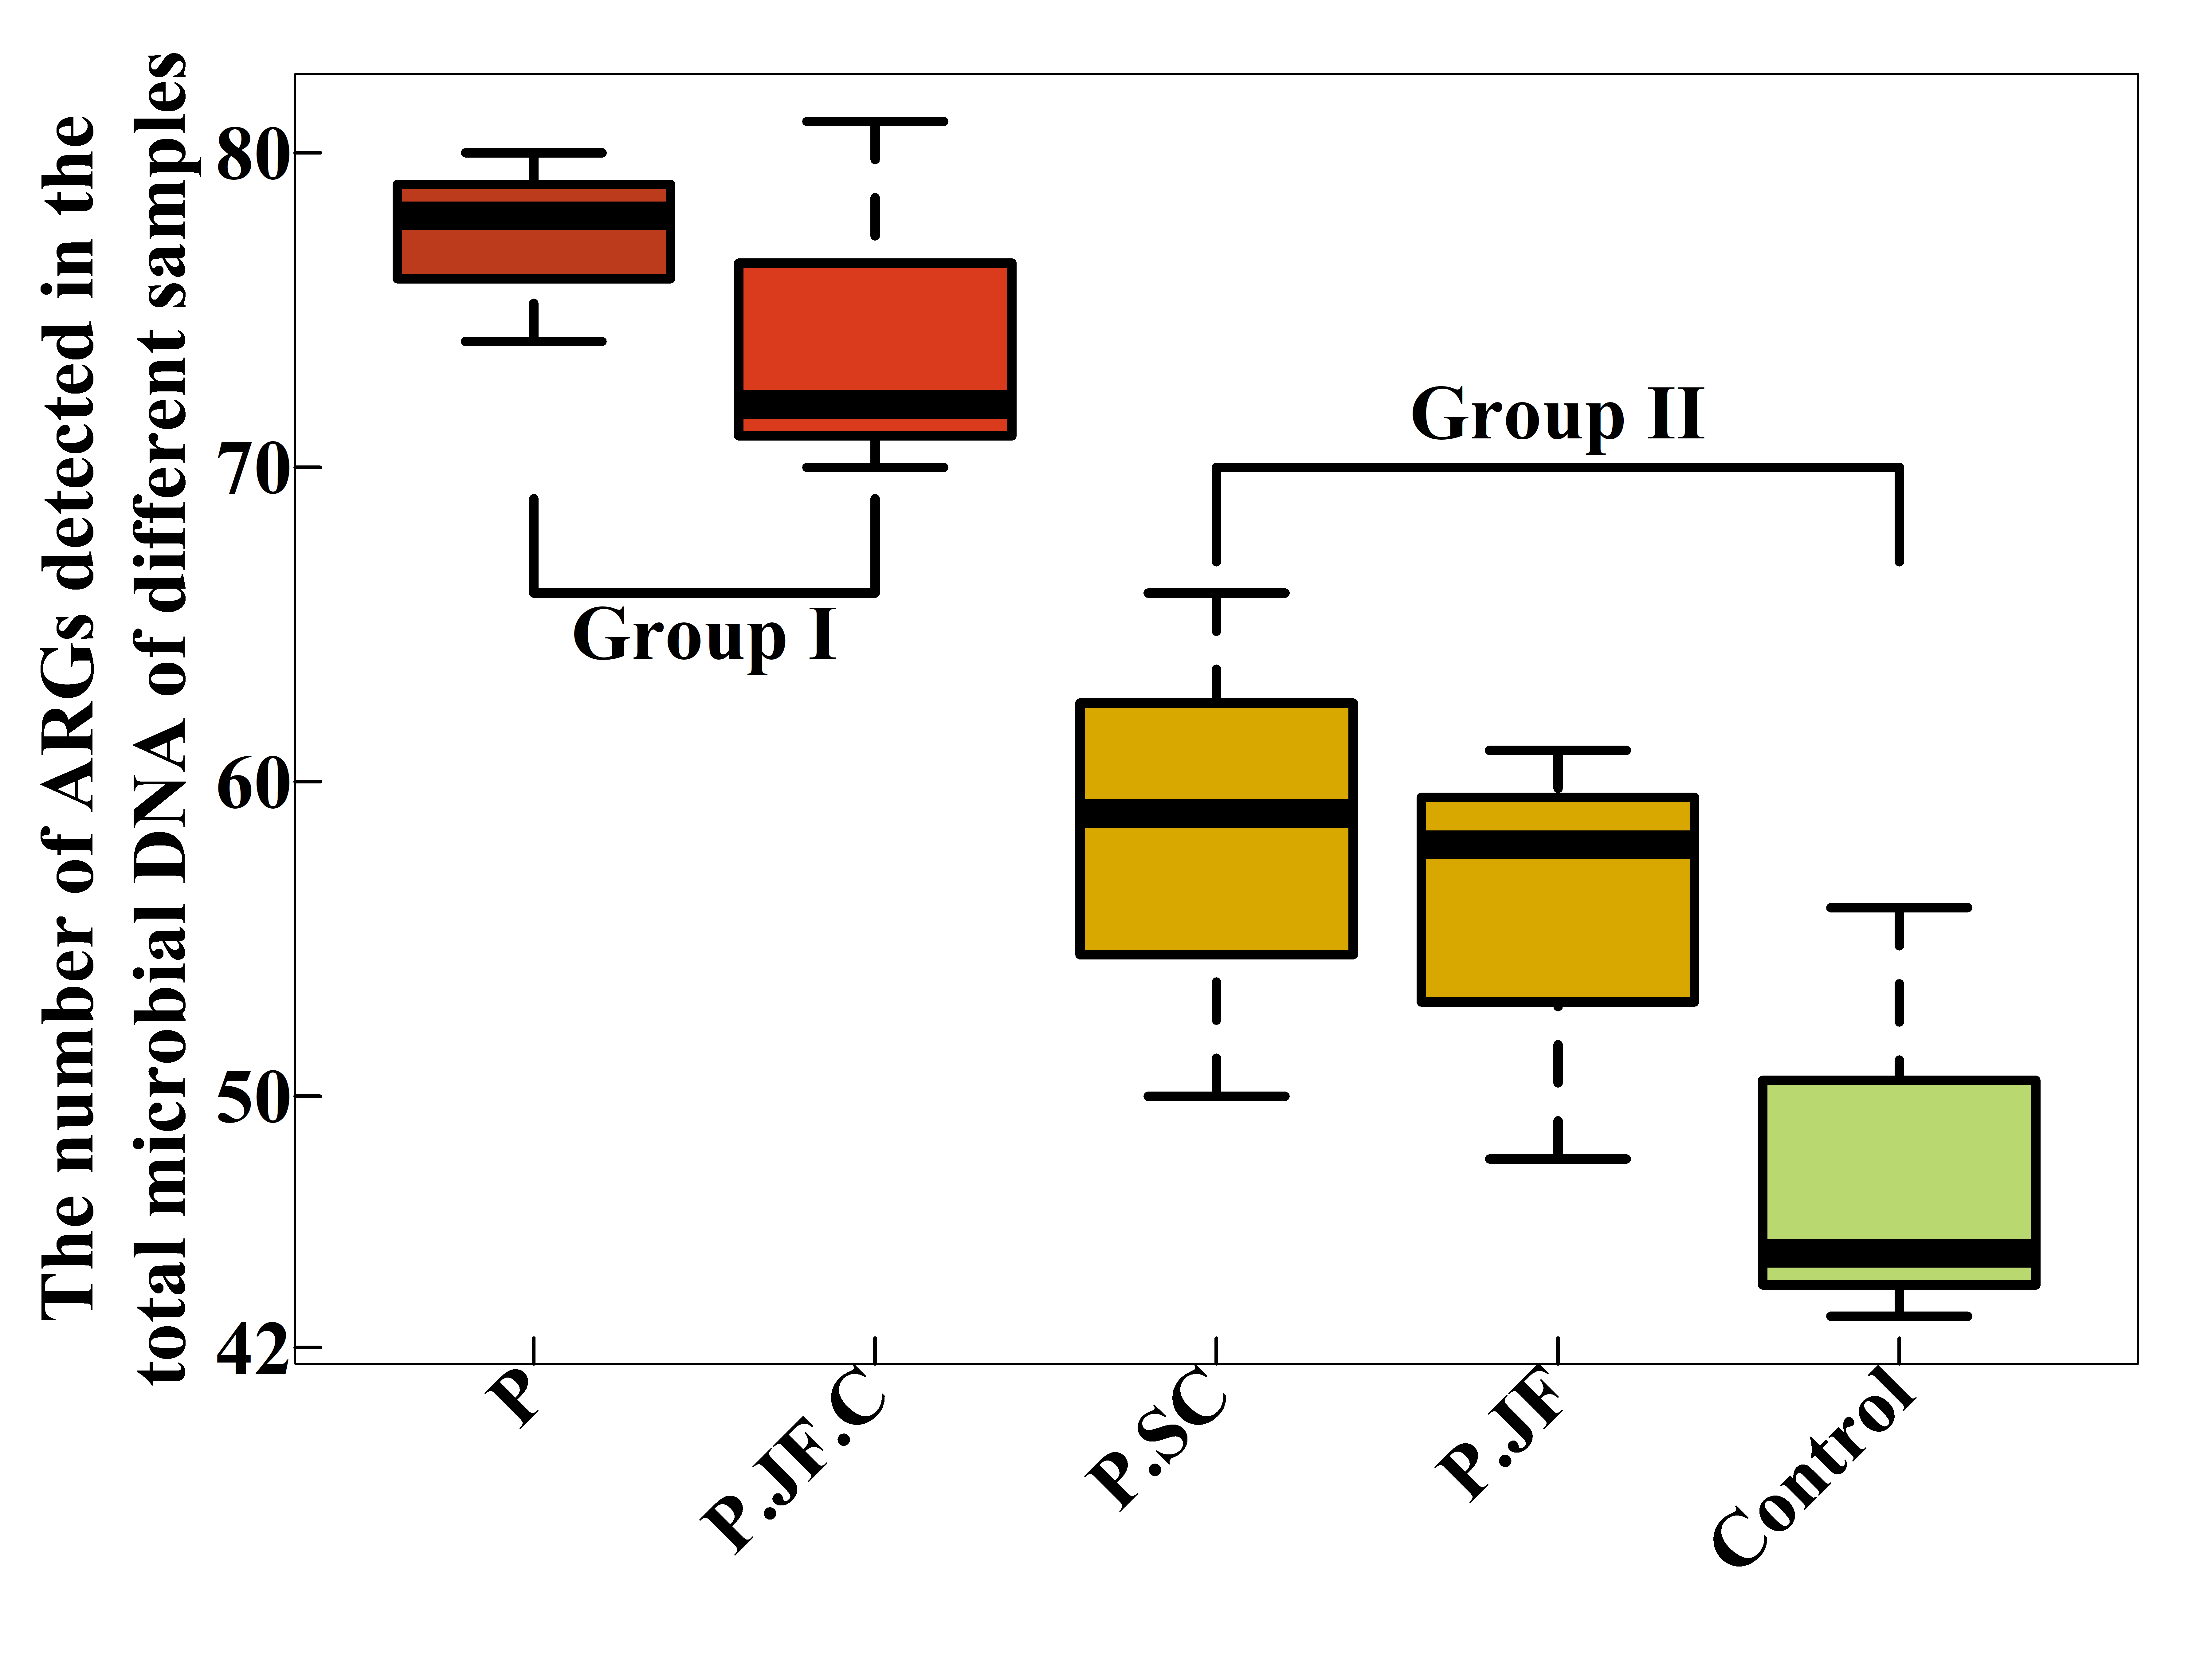 The number of ARGs detected in the
total microbial DNA of different samples
80
70
60
50
42
Group I
Group II
P
P.JF.C
P.SC
P.JF
Control